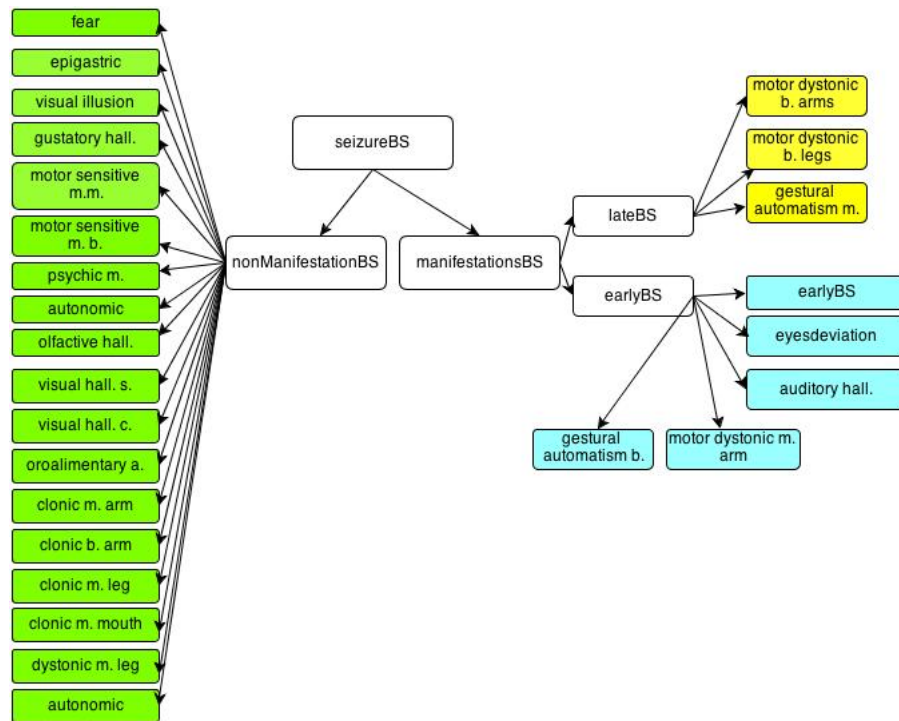 fear
epigastric
visual illusion
gustatory hall.
motor sensitive
m.m.
motor sensitive
m. b.
psychic m.
autonomic
olfactive hall.
visual hall. s.
visual hall. c.
oroalimentary a.
clonic m. arm
clonic b. arm
clonic m. leg
clonic m. mouth
dystonic m. leg
autonomic
seizureBS
nonManifestationBS
manifestationsBS
lateBS
earlyBS
motor dystonic
b. arms
motor dystonic
b. legs
gestural
automatism m.
earlyBS
eyesdeviation
auditory hall.
gestural
automatism b.
motor dystonic m.
arm